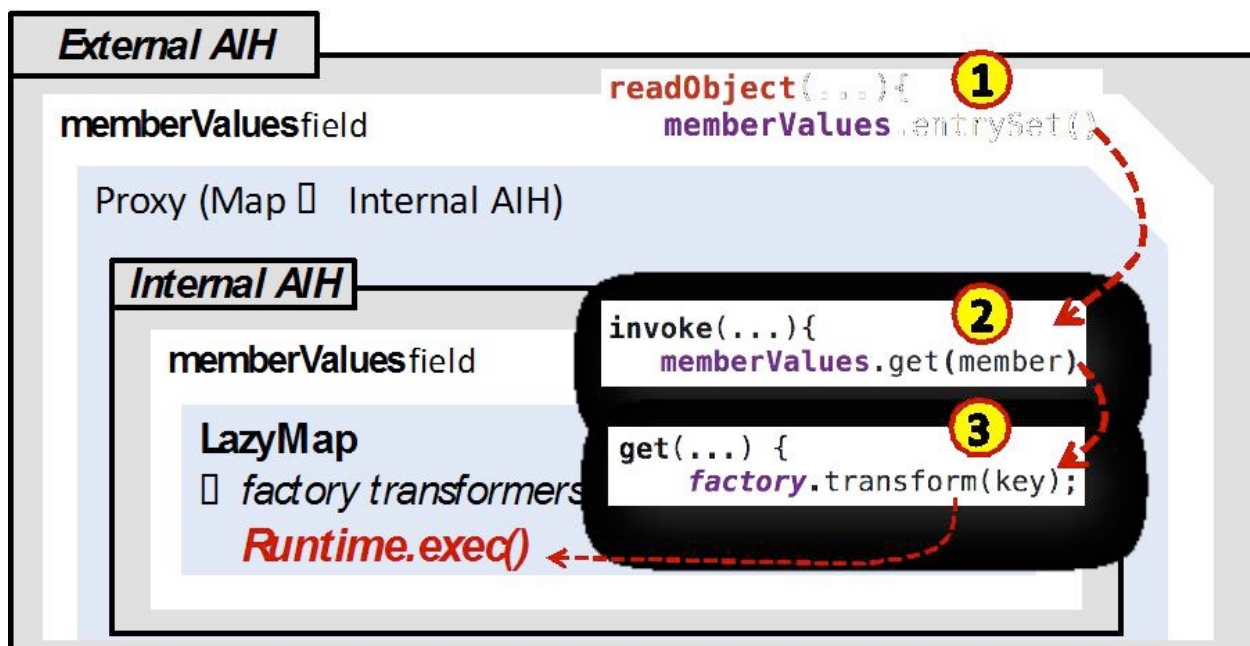 External AIH
readObject(...){
1
memberValues.entrySet()
memberValues field
Proxy (Map ▯ Internal AIH)
Internal AIH
2
invoke(...){
memberValues.get(member)
memberValues field
3
get(...) {
factory.transform(key);
LazyMap
▯ factory transformers
Runtime.exec()